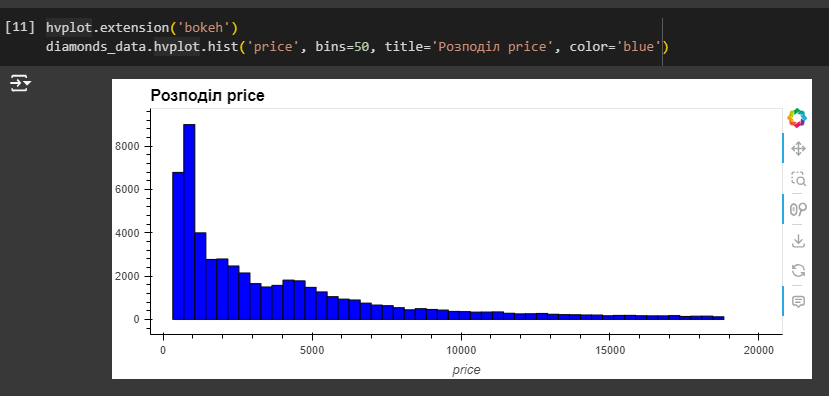 [11] hvplot.extension('bokeh')
diamonds_data.hvplot.hist('price', bins=50, title='Розподіл price', color='blue')
Розподіл price
8000
6000
4000
2000
0
0 5000 10000 15000 20000
price